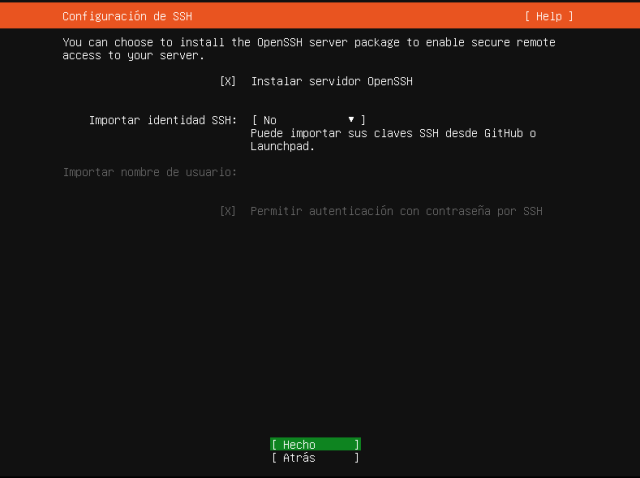 Configuración de SSH [ Help ]
You can choose to install the OpenSSH server package to enable secure remote
access to your server.
[X] Instalar servidor OpenSSH
Importar identidad SSH: [ No ▼ ]
Puede importar sus claves SSH desde GitHub o
Launchpad.
Importar nombre de usuario:
[X] Permitir autenticación con contraseña por SSH
[ Hecho ]
[ Atrás ]